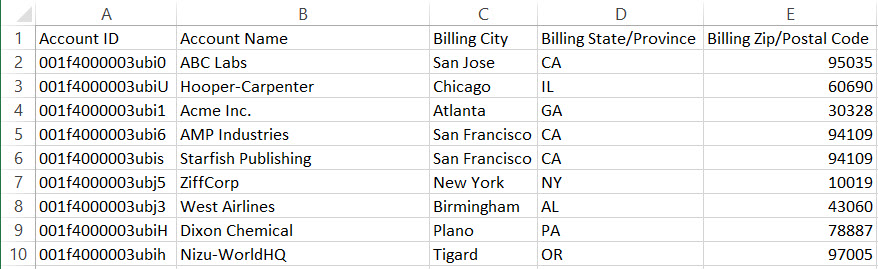 A B C D E
1 Account ID Account Name Billing City Billing State/Province Billing Zip/Postal Code
2 001f4000003ubi0 ABC Labs San Jose CA 95035
3 001f4000003ubiU Hooper-Carpenter Chicago IL 60690
4 001f4000003ubi1 Acme Inc. Atlanta GA 30328
5 001f4000003ubi6 AMP Industries San Francisco CA 94109
6 001f4000003ubis Starfish Publishing San Francisco CA 94109
7 001f4000003ubj5 ZiffCorp New York NY 10019
8 001f4000003ubj3 West Airlines Birmingham AL 43060
9 001f4000003ubiH Dixon Chemical Plano PA 78887
10 001f4000003ubih Nizu-WorldHQ Tigard OR 97005